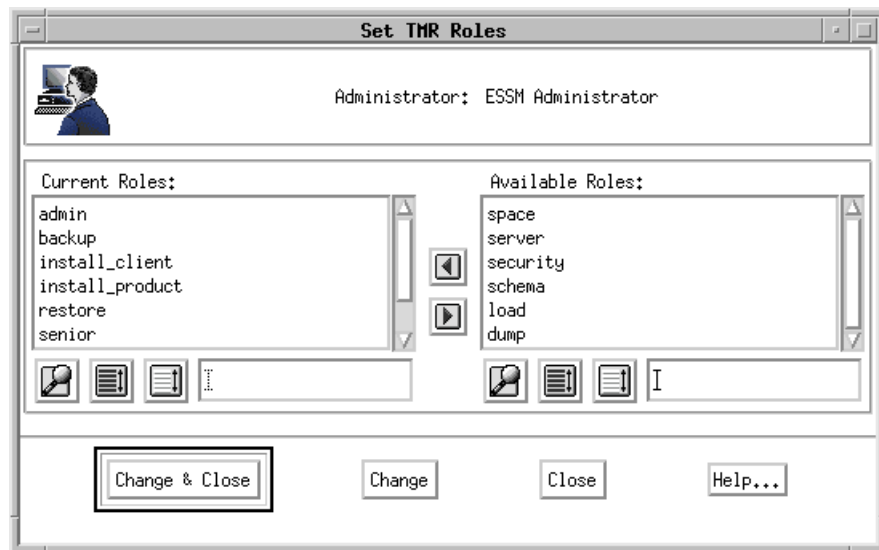 Set TMR Roles
Administrator: ESSM Administrator
Current Roles:
admin
backup
install_client
install_product
restore
senior
Available Roles:
space
server
security
schema
load
dump
Change & Close
Change
Close
Help...